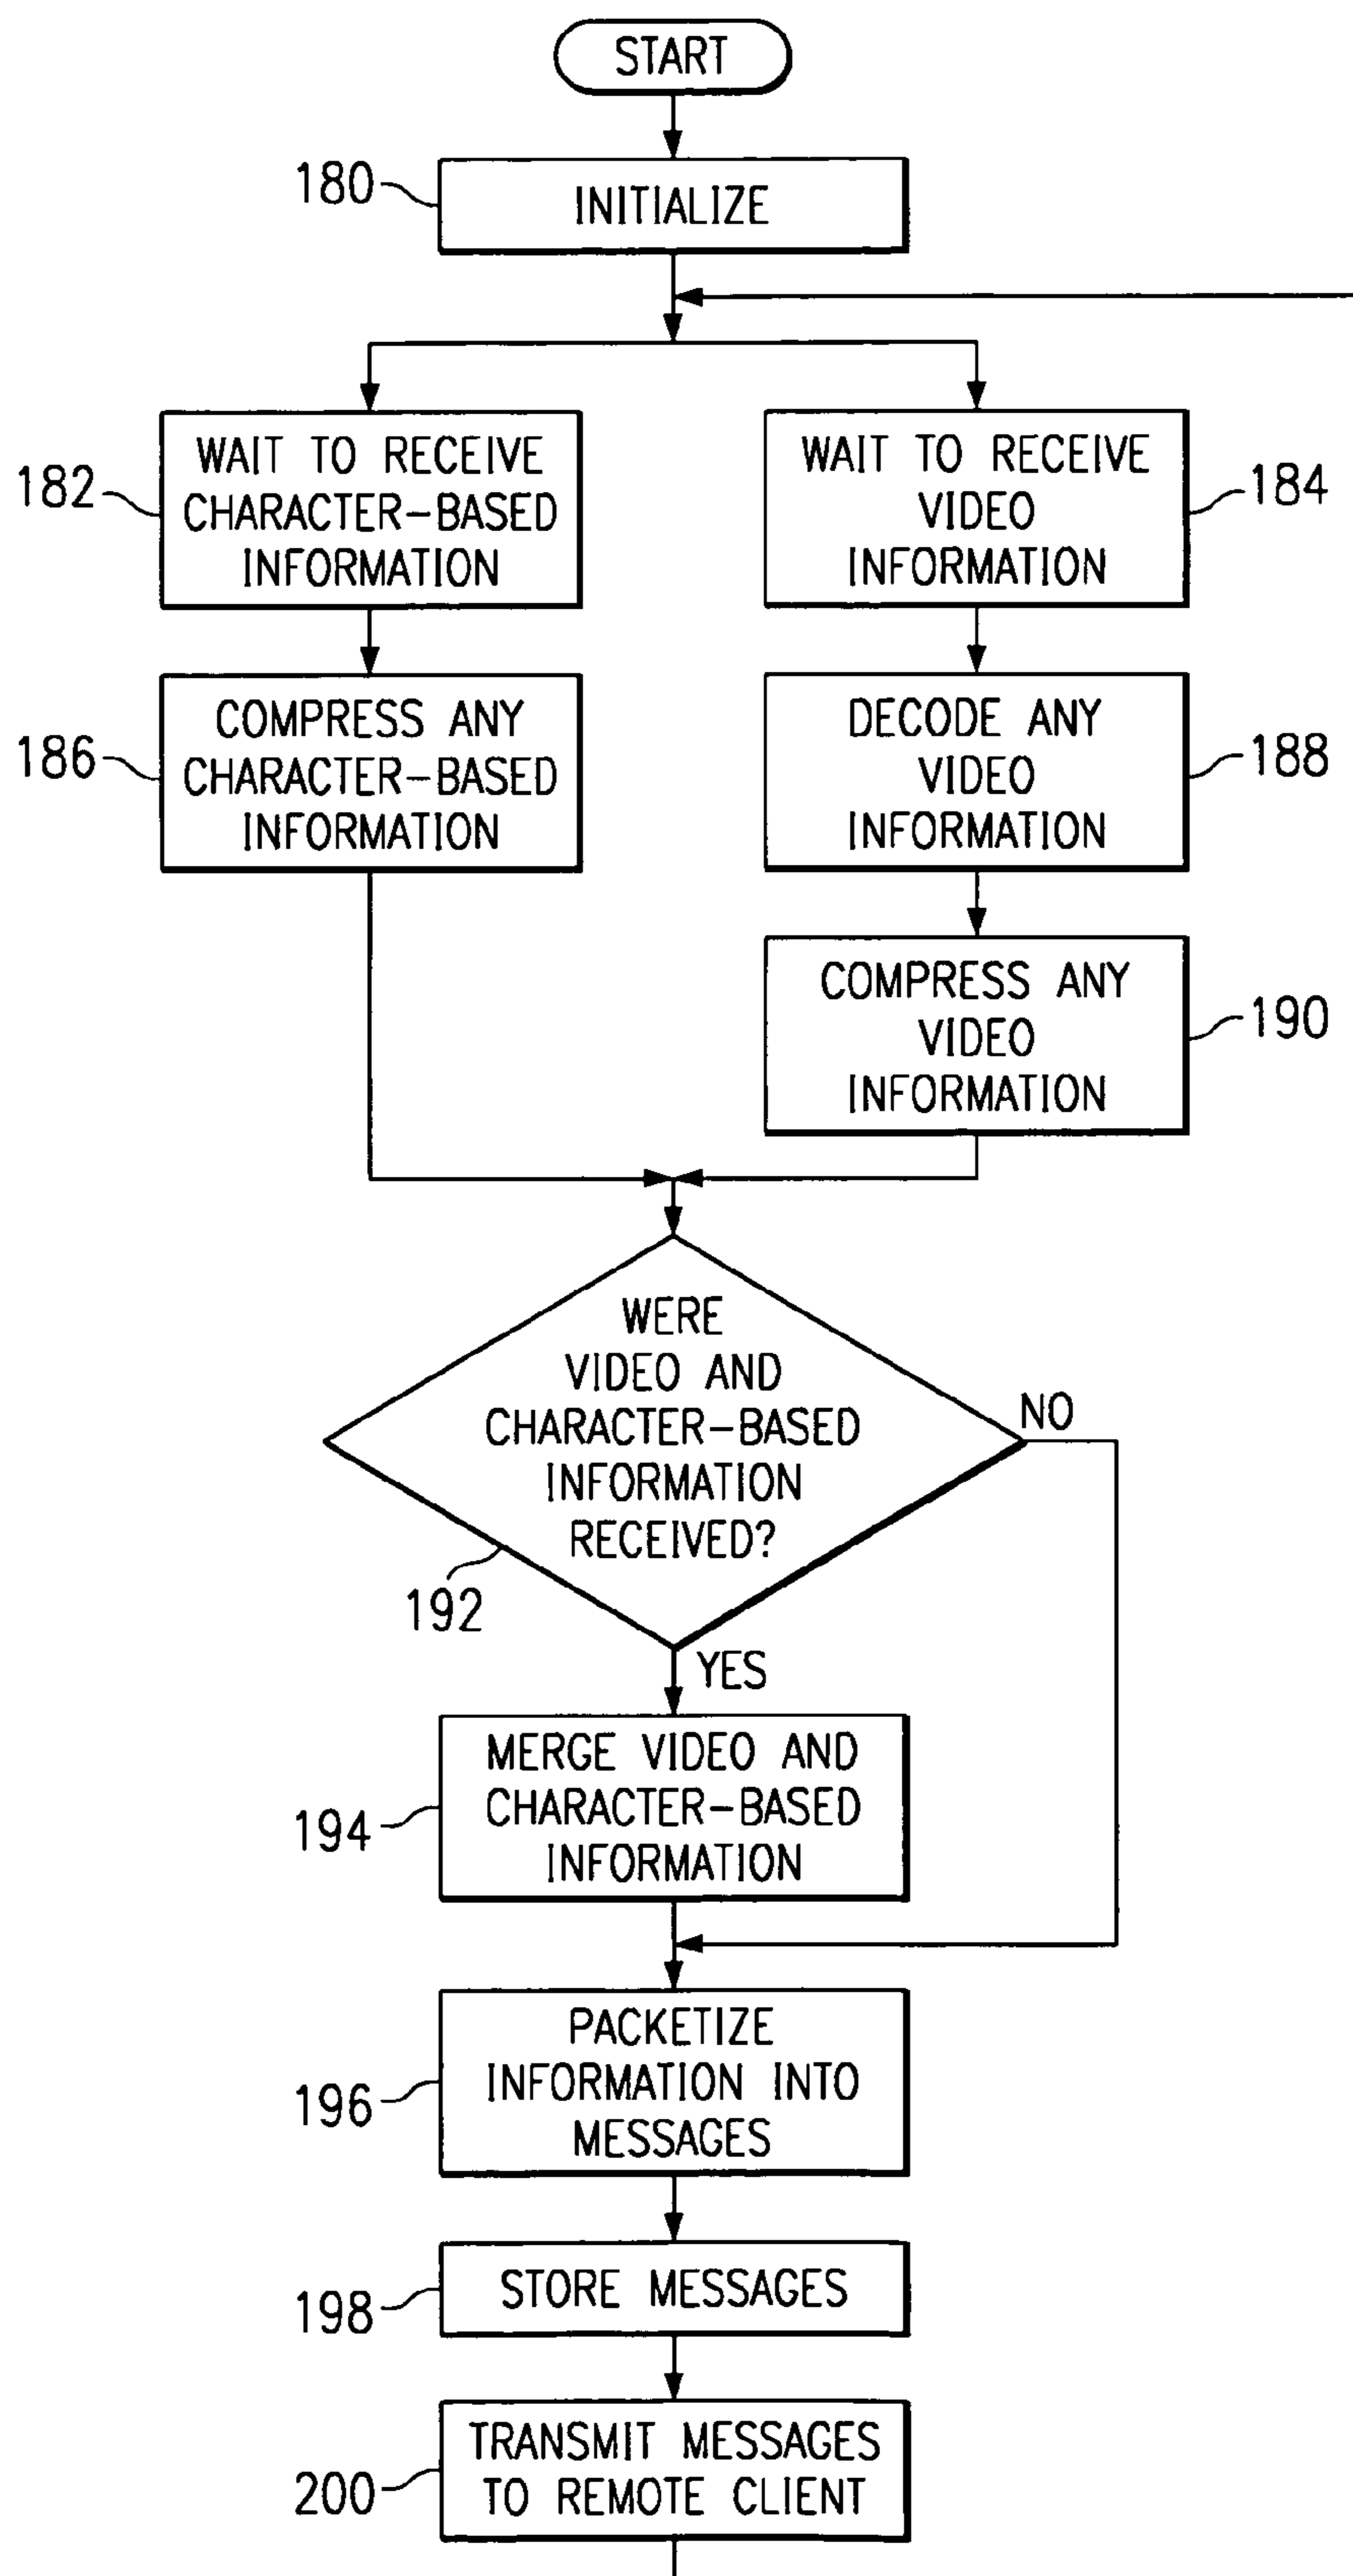 START
180
INITIALIZE
182
WAIT TO RECEIVE
CHARACTER-BASED
INFORMATION
WAIT TO RECEIVE
VIDEO
INFORMATION
184
186
COMPRESS ANY
CHARACTER-BASED
INFORMATION
DECODE ANY
VIDEO
INFORMATION
188
COMPRESS ANY
VIDEO
INFORMATION
190
WERE
VIDEO AND
CHARACTER-BASED
INFORMATION
RECEIVED?
NO
192
YES
194
MERGE VIDEO AND
CHARACTER-BASED
INFORMATION
196
PACKETIZE
INFORMATION INTO
MESSAGES
198
STORE MESSAGES
200
TRANSMIT MESSAGES
TO REMOTE CLIENT